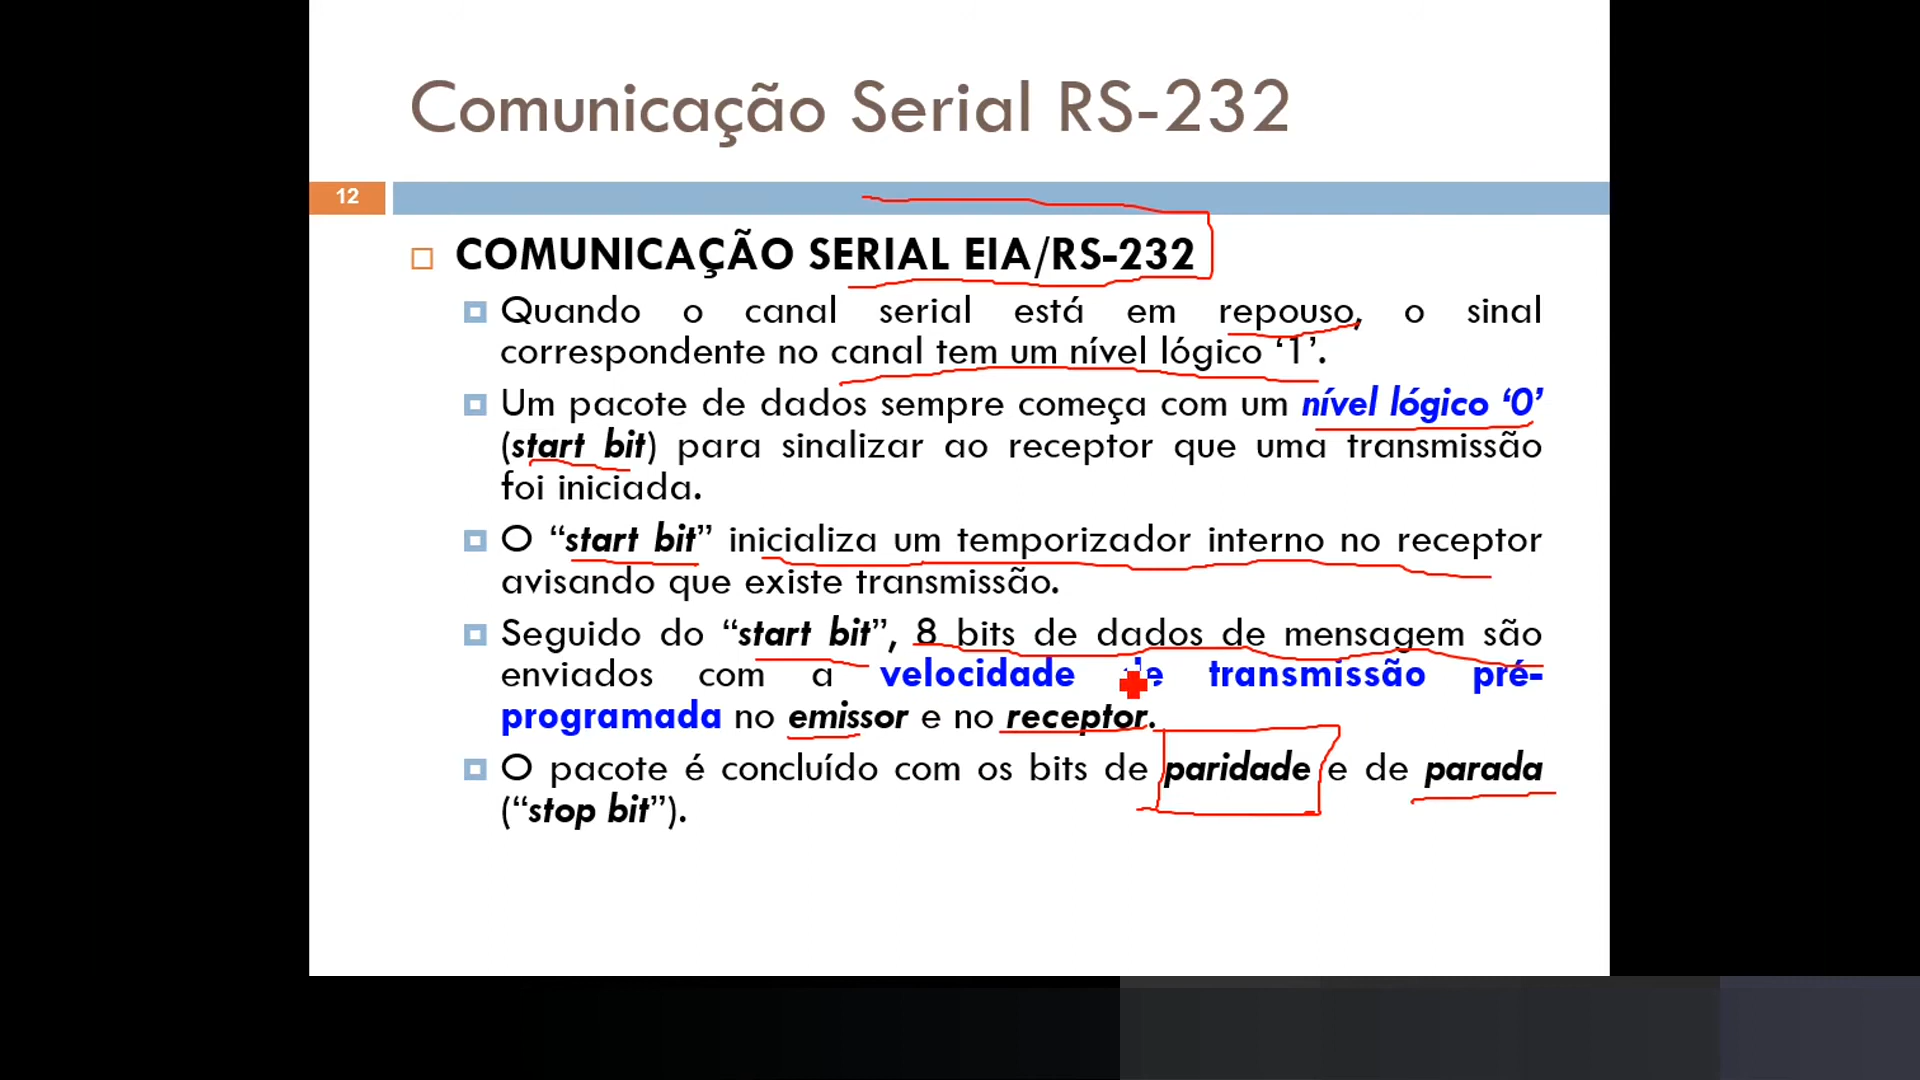 Comunicação Serial RS-232
12
COMUNICAÇÃO SERIAL EIA/RS-232
Quando o canal serial está em repouso, o sinal
correspondente no canal tem um nível lógico ‘1’.
Um pacote de dados sempre começa com um nível lógico ‘0’
(start bit) para sinalizar ao receptor que uma transmissão
foi iniciada.
O “start bit” inicializa um temporizador interno no receptor
avisando que existe transmissão.
Seguido do “start bit”, 8 bits de dados de mensagem são
enviados com a velocidade de transmissão pré-
programada no emissor e no receptor.
O pacote é concluído com os bits de paridade e de parada
(“stop bit”).